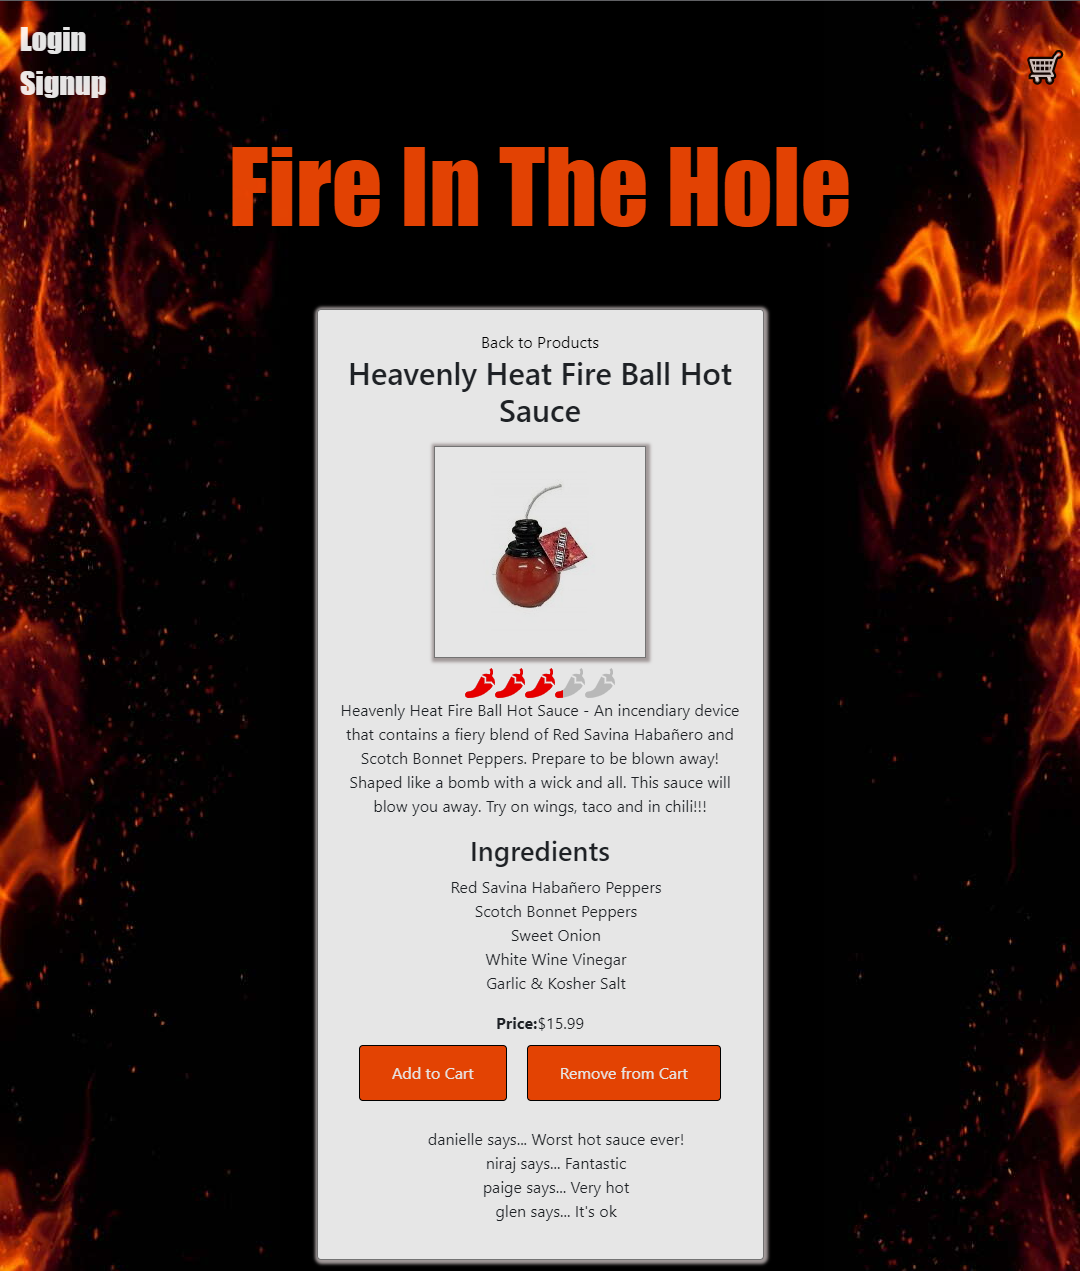 Login
Signup
Fire In The Hole
Back to Products
Heavenly Heat Fire Ball Hot
Sauce
FIRE BALL
Heavenly Heat Fire Ball Hot Sauce - An incendiary device
that contains a fiery blend of Red Savina Habañero and
Scotch Bonnet Peppers. Prepare to be blown away!
Shaped like a bomb with a wick and all. This sauce will
blow you away. Try on wings, taco and in chili!!!
Ingredients
Red Savina Habañero Peppers
Scotch Bonnet Peppers
Sweet Onion
White Wine Vinegar
Garlic & Kosher Salt
Price:$15.99
Add to Cart
Remove from Cart
danielle says... Worst hot sauce ever!
niraj says... Fantastic
paige says... Very hot
glen says... It's ok